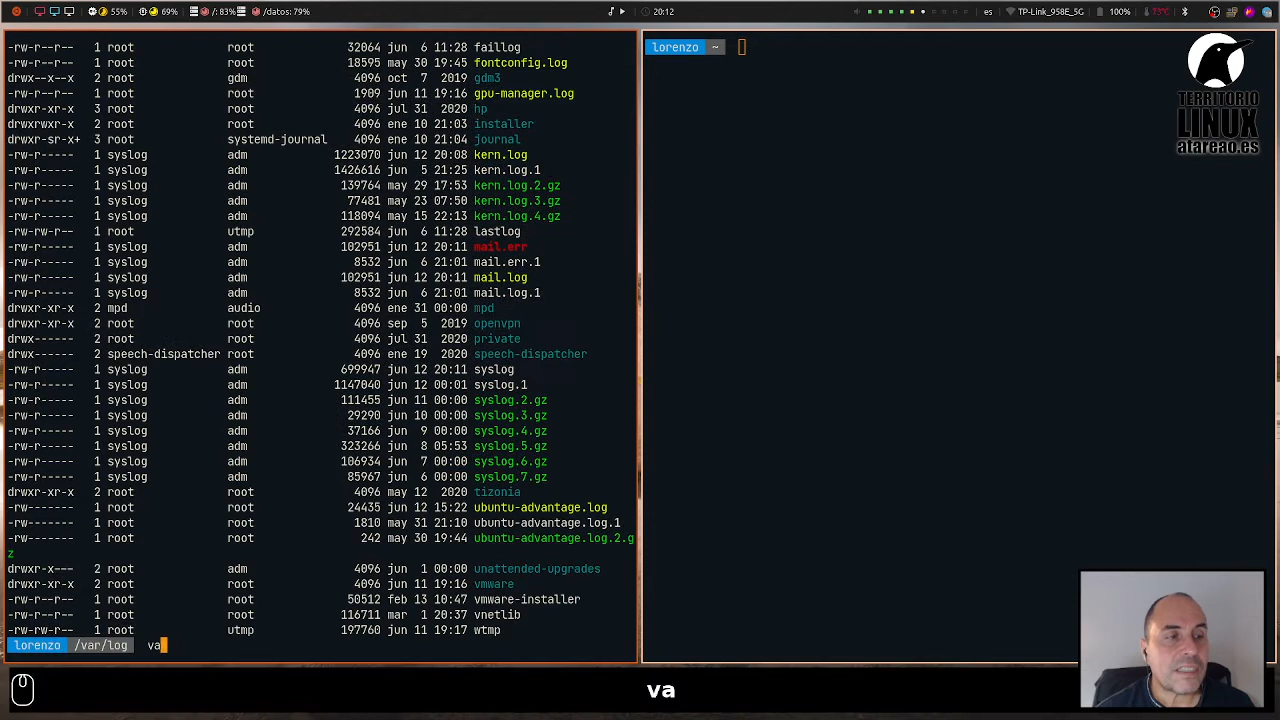 55% 69% /: 83% /datos: 79% 20:12 es TP-Link_958E_5G 100% 73°C
-rw-r--r-- 1 root root 32064 jun 6 11:28 faillog
-rw-r--r-- 1 root root 18595 may 30 19:45 fontconfig.log
drwx--x--x 2 root gdm 4096 oct 7 2019 gdm3
-rw-r--r-- 1 root root 1909 jun 11 19:16 gpu-manager.log
drwxr-xr-x 3 root root 4096 jul 31 2020 hp
drwxrwxr-x 2 root root 4096 ene 10 21:03 installer
drwxr-sr-x+ 3 root systemd-journal 4096 ene 10 21:04 journal
-rw-r----- 1 syslog adm 1223070 jun 12 20:08 kern.log
-rw-r----- 1 syslog adm 1426616 jun 5 21:25 kern.log.1
-rw-r----- 1 syslog adm 139764 may 29 17:53 kern.log.2.gz
-rw-r----- 1 syslog adm 77481 may 23 07:50 kern.log.3.gz
-rw-r----- 1 syslog adm 118094 may 15 22:13 kern.log.4.gz
-rw-rw-r-- 1 root utmp 292584 jun 6 11:28 lastlog
-rw-r----- 1 syslog adm 102951 jun 12 20:11 mail.err
-rw-r----- 1 syslog adm 8532 jun 6 21:01 mail.err.1
-rw-r----- 1 syslog adm 102951 jun 12 20:11 mail.log
-rw-r----- 1 syslog adm 8532 jun 6 21:01 mail.log.1
drwxr-xr-x 2 mpd audio 4096 ene 31 00:00 mpd
drwxr-xr-x 2 root root 4096 sep 5 2019 openvpn
drwx------ 2 root root 4096 jul 31 2020 private
drwx------ 2 speech-dispatcher root 4096 ene 19 2020 speech-dispatcher
-rw-r----- 1 syslog adm 699947 jun 12 20:11 syslog
-rw-r----- 1 syslog adm 1147040 jun 12 00:01 syslog.1
-rw-r----- 1 syslog adm 111455 jun 11 00:00 syslog.2.gz
-rw-r----- 1 syslog adm 29290 jun 10 00:00 syslog.3.gz
-rw-r----- 1 syslog adm 37166 jun 9 00:00 syslog.4.gz
-rw-r----- 1 syslog adm 323266 jun 8 05:53 syslog.5.gz
-rw-r----- 1 syslog adm 106934 jun 7 00:00 syslog.6.gz
-rw-r----- 1 syslog adm 85967 jun 6 00:00 syslog.7.gz
drwxr-xr-x 2 root root 4096 may 12 2020 tizonia
-rw------- 1 root root 24435 jun 12 15:22 ubuntu-advantage.log
-rw------- 1 root root 1810 may 31 21:10 ubuntu-advantage.log.1
-rw------- 1 root root 242 may 30 19:44 ubuntu-advantage.log.2.g
z
drwxr-x--- 2 root adm 4096 jun 1 00:00 unattended-upgrades
drwxr-xr-x 2 root root 4096 jun 11 19:16 vmware
-rw-r--r-- 1 root root 50512 feb 13 10:47 vmware-installer
-rw-r--r-- 1 root root 116711 mar 1 20:37 vnetlib
-rw-rw-r-- 1 root utmp 197760 jun 11 19:17 wtmp
lorenzo /var/log va
lorenzo ~
TERRITORIO
LINUX
atareao.es
va